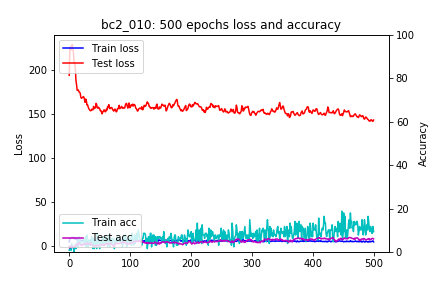 bc2_010: 500 epochs loss and accuracy
Train loss
Test loss
Train acc
Test acc
Loss
200
150
100
50
0
Accuracy
100
80
60
40
20
0
0
100
200
300
400
500